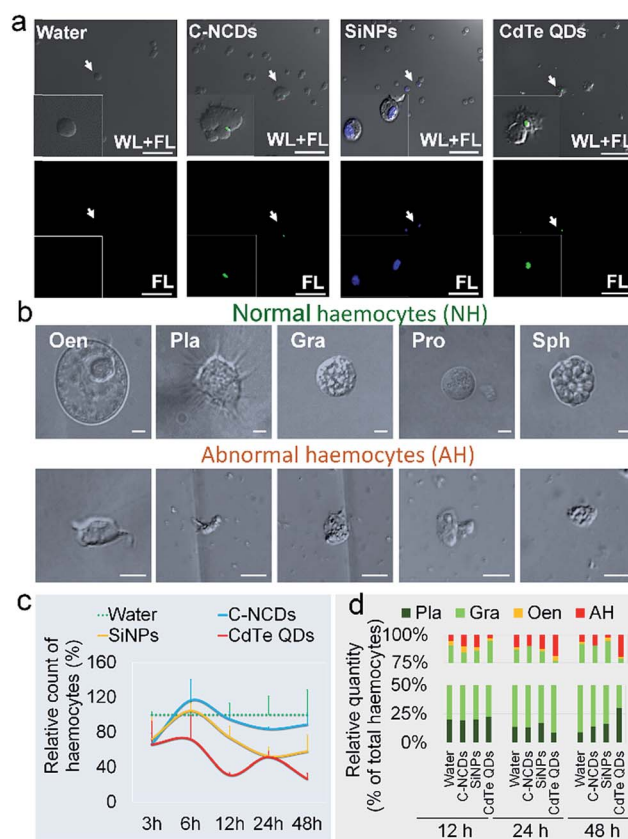 a
Water C-NCDs SiNPs CdTe QDs
WL+FL WL+FL WL+FL WL+FL
FL FL FL FL
b
Normal haemocytes (NH)
Oen Pla Gra Pro Sph
Abnormal haemocytes (AH)
c
Water C-NCDs
SiNPs CdTe QDs
Relative count of
haemocytes (%)
160
120
80
40
0
3h 6h 12h 24h 48h
d
Pla Gra Oen AH
Relative quantity
(% of total haemocytes)
100%
75%
50%
25%
0%
Water C-NCDs SiNPs CdTe QDs Water C-NCDs SiNPs CdTe QDs Water C-NCDs SiNPs CdTe QDs
12 h 24 h 48 h